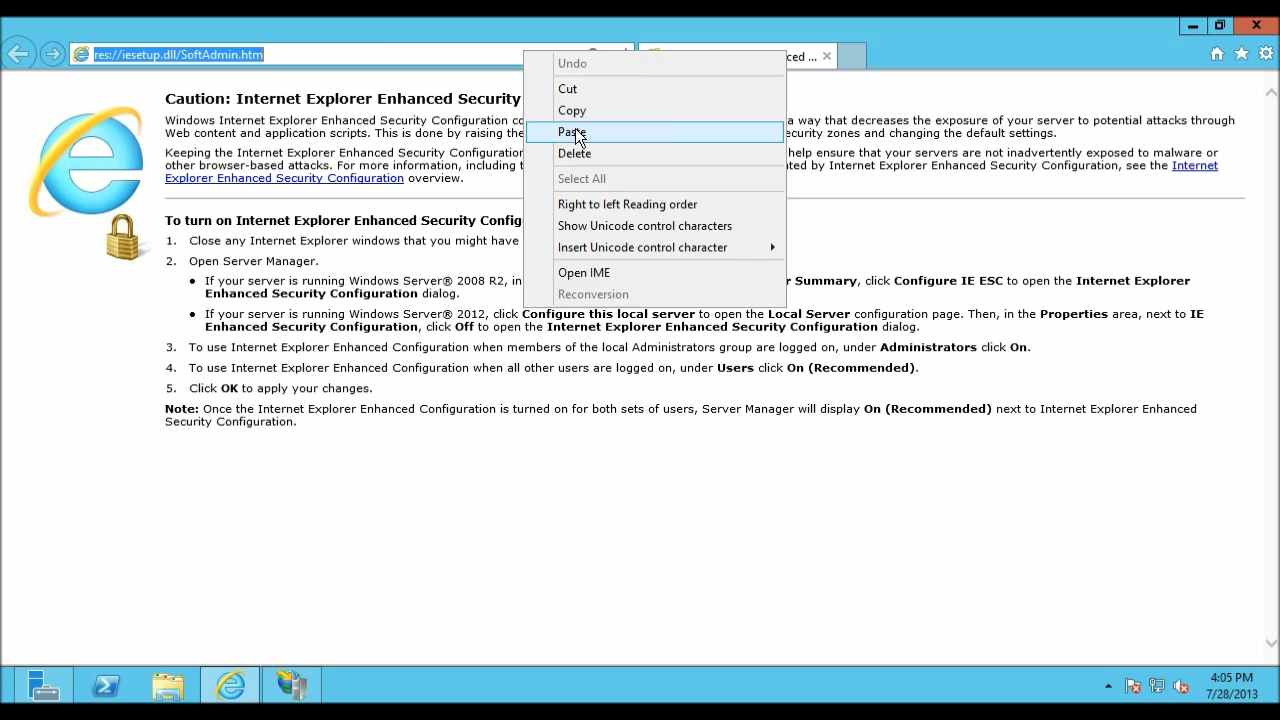 res://iesetup.dll/SoftAdmin.htm
ced ...
Undo
Cut
Copy
Paste
Delete
Select All
Right to left Reading order
Show Unicode control characters
Insert Unicode control character
Open IME
Reconversion
Caution: Internet Explorer Enhanced Security
Windows Internet Explorer Enhanced Security Configuration co a way that decreases the exposure of your server to potential attacks through
Web content and application scripts. This is done by raising the curity zones and changing the default settings.
Keeping the Internet Explorer Enhanced Security Configuration help ensure that your servers are not inadvertently exposed to malware or
other browser-based attacks. For more information, including t ted by Internet Explorer Enhanced Security Configuration, see the Internet
Explorer Enhanced Security Configuration overview.
To turn on Internet Explorer Enhanced Security Config
1. Close any Internet Explorer windows that you might have
2. Open Server Manager.
• If your server is running Windows Server® 2008 R2, in r Summary, click Configure IE ESC to open the Internet Explorer
Enhanced Security Configuration dialog.
• If your server is running Windows Server® 2012, click Configure this local server to open the Local Server configuration page. Then, in the Properties area, next to IE
Enhanced Security Configuration, click Off to open the Internet Explorer Enhanced Security Configuration dialog.
3. To use Internet Explorer Enhanced Configuration when members of the local Administrators group are logged on, under Administrators click On.
4. To use Internet Explorer Enhanced Configuration when all other users are logged on, under Users click On (Recommended).
5. Click OK to apply your changes.
Note: Once the Internet Explorer Enhanced Configuration is turned on for both sets of users, Server Manager will display On (Recommended) next to Internet Explorer Enhanced
Security Configuration.
4:05 PM
7/28/2013